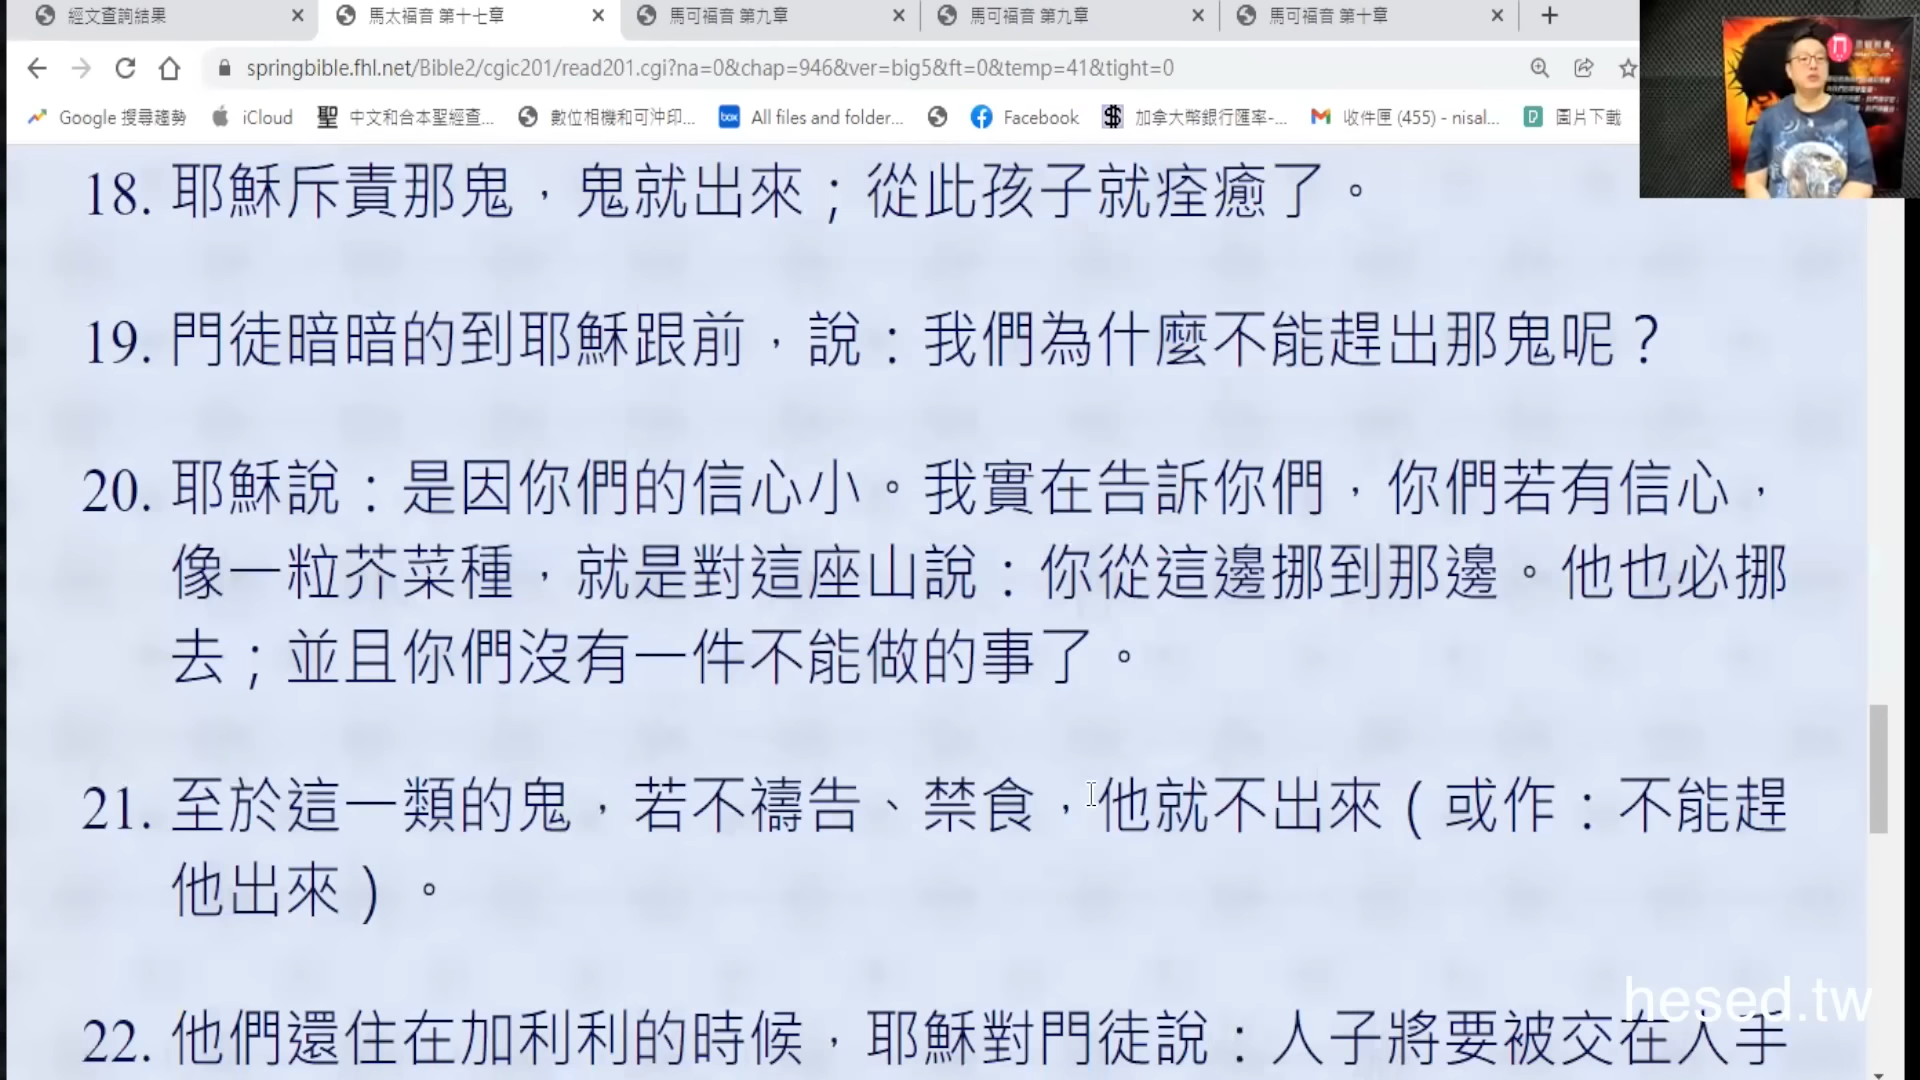 經文查詢結果
馬太福音 第十七章
馬可福音 第九章
馬可福音 第九章
馬可福音 第十章
springbible.fhl.net/Bible2/cgic201/read201.cgi?na=0&chap=946&ver=big5&ft=0&temp=41&tight=0
Google 搜尋趨勢
iCloud
聖 中文和合本聖經查...
數位相機和可沖印...
box All files and folder...
Facebook
加拿大幣銀行匯率-...
收件匣 (455) - nisal...
圖片下載
18. 耶穌斥責那鬼，鬼就出來；從此孩子就痊癒了。
19. 門徒暗暗的到耶穌跟前，說：我們為什麼不能趕出那鬼呢？
20. 耶穌說：是因你們的信心小。我實在告訴你們，你們若有信心，
像一粒芥菜種，就是對這座山說：你從這邊挪到那邊。他也必挪
去；並且你們沒有一件不能做的事了。
21. 至於這一類的鬼，若不禱告、禁食，他就不出來（或作：不能趕
他出來）。
22. 他們還住在加利利的時候，耶穌對門徒說：人子將要被交在人手
hesed.tw